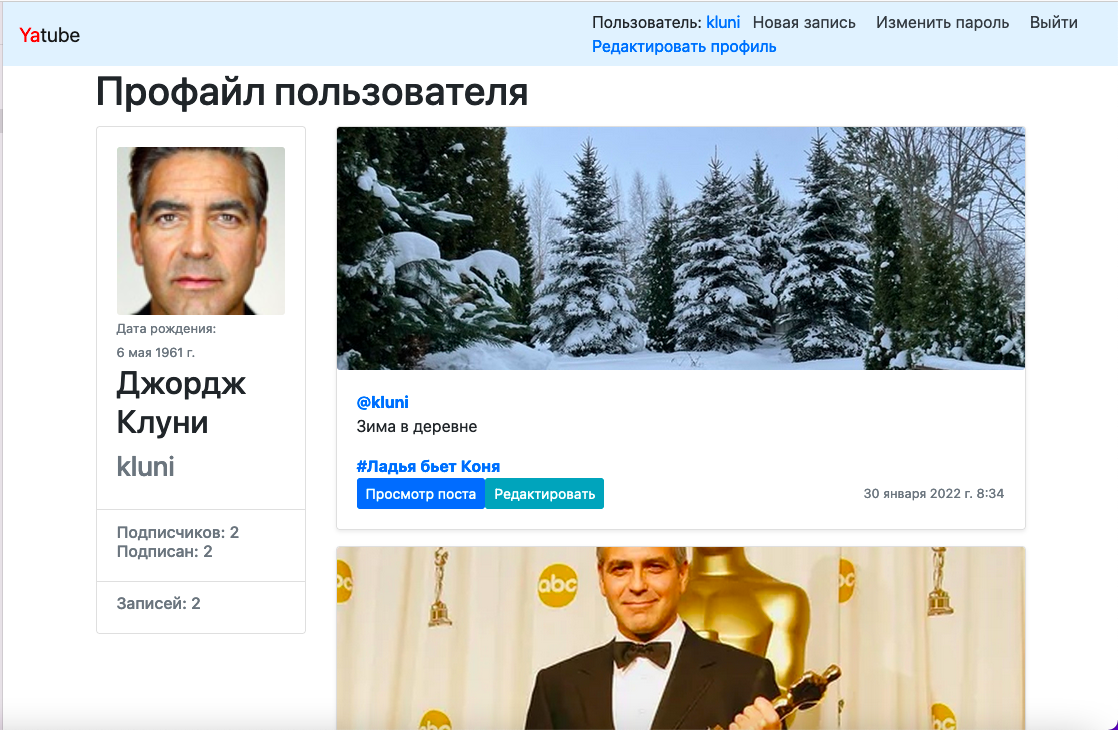 Yatube
Пользователь: kluni Новая запись Изменить пароль Выйти
Редактировать профиль
Профайл пользователя
Дата рождения:
6 мая 1961 г.
Джордж
Клуни
kluni
Подписчиков: 2
Подписан: 2
Записей: 2
@kluni
Зима в деревне
#Ладья бьет Коня
Просмотр поста Редактировать 30 января 2022 г. 8:34
abc
abc